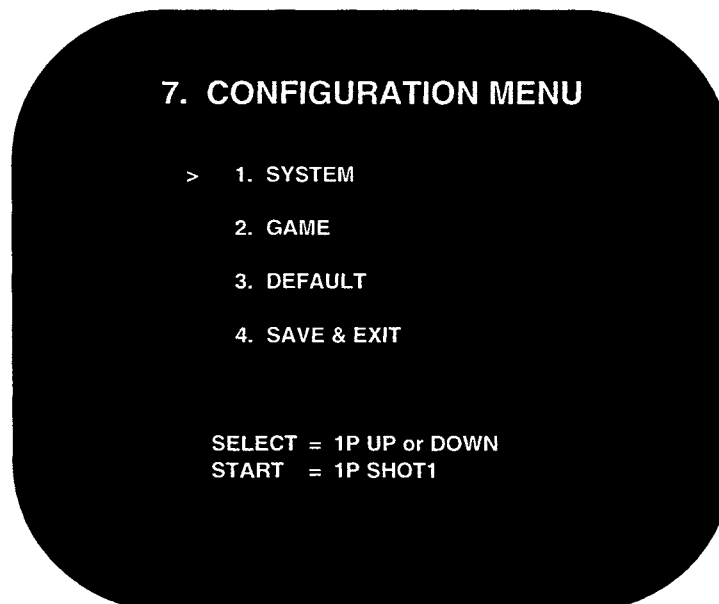 7. CONFIGURATION MENU
> 1. SYSTEM
2. GAME
3. DEFAULT
4. SAVE & EXIT
SELECT = 1P UP or DOWN
START = 1P SHOT1